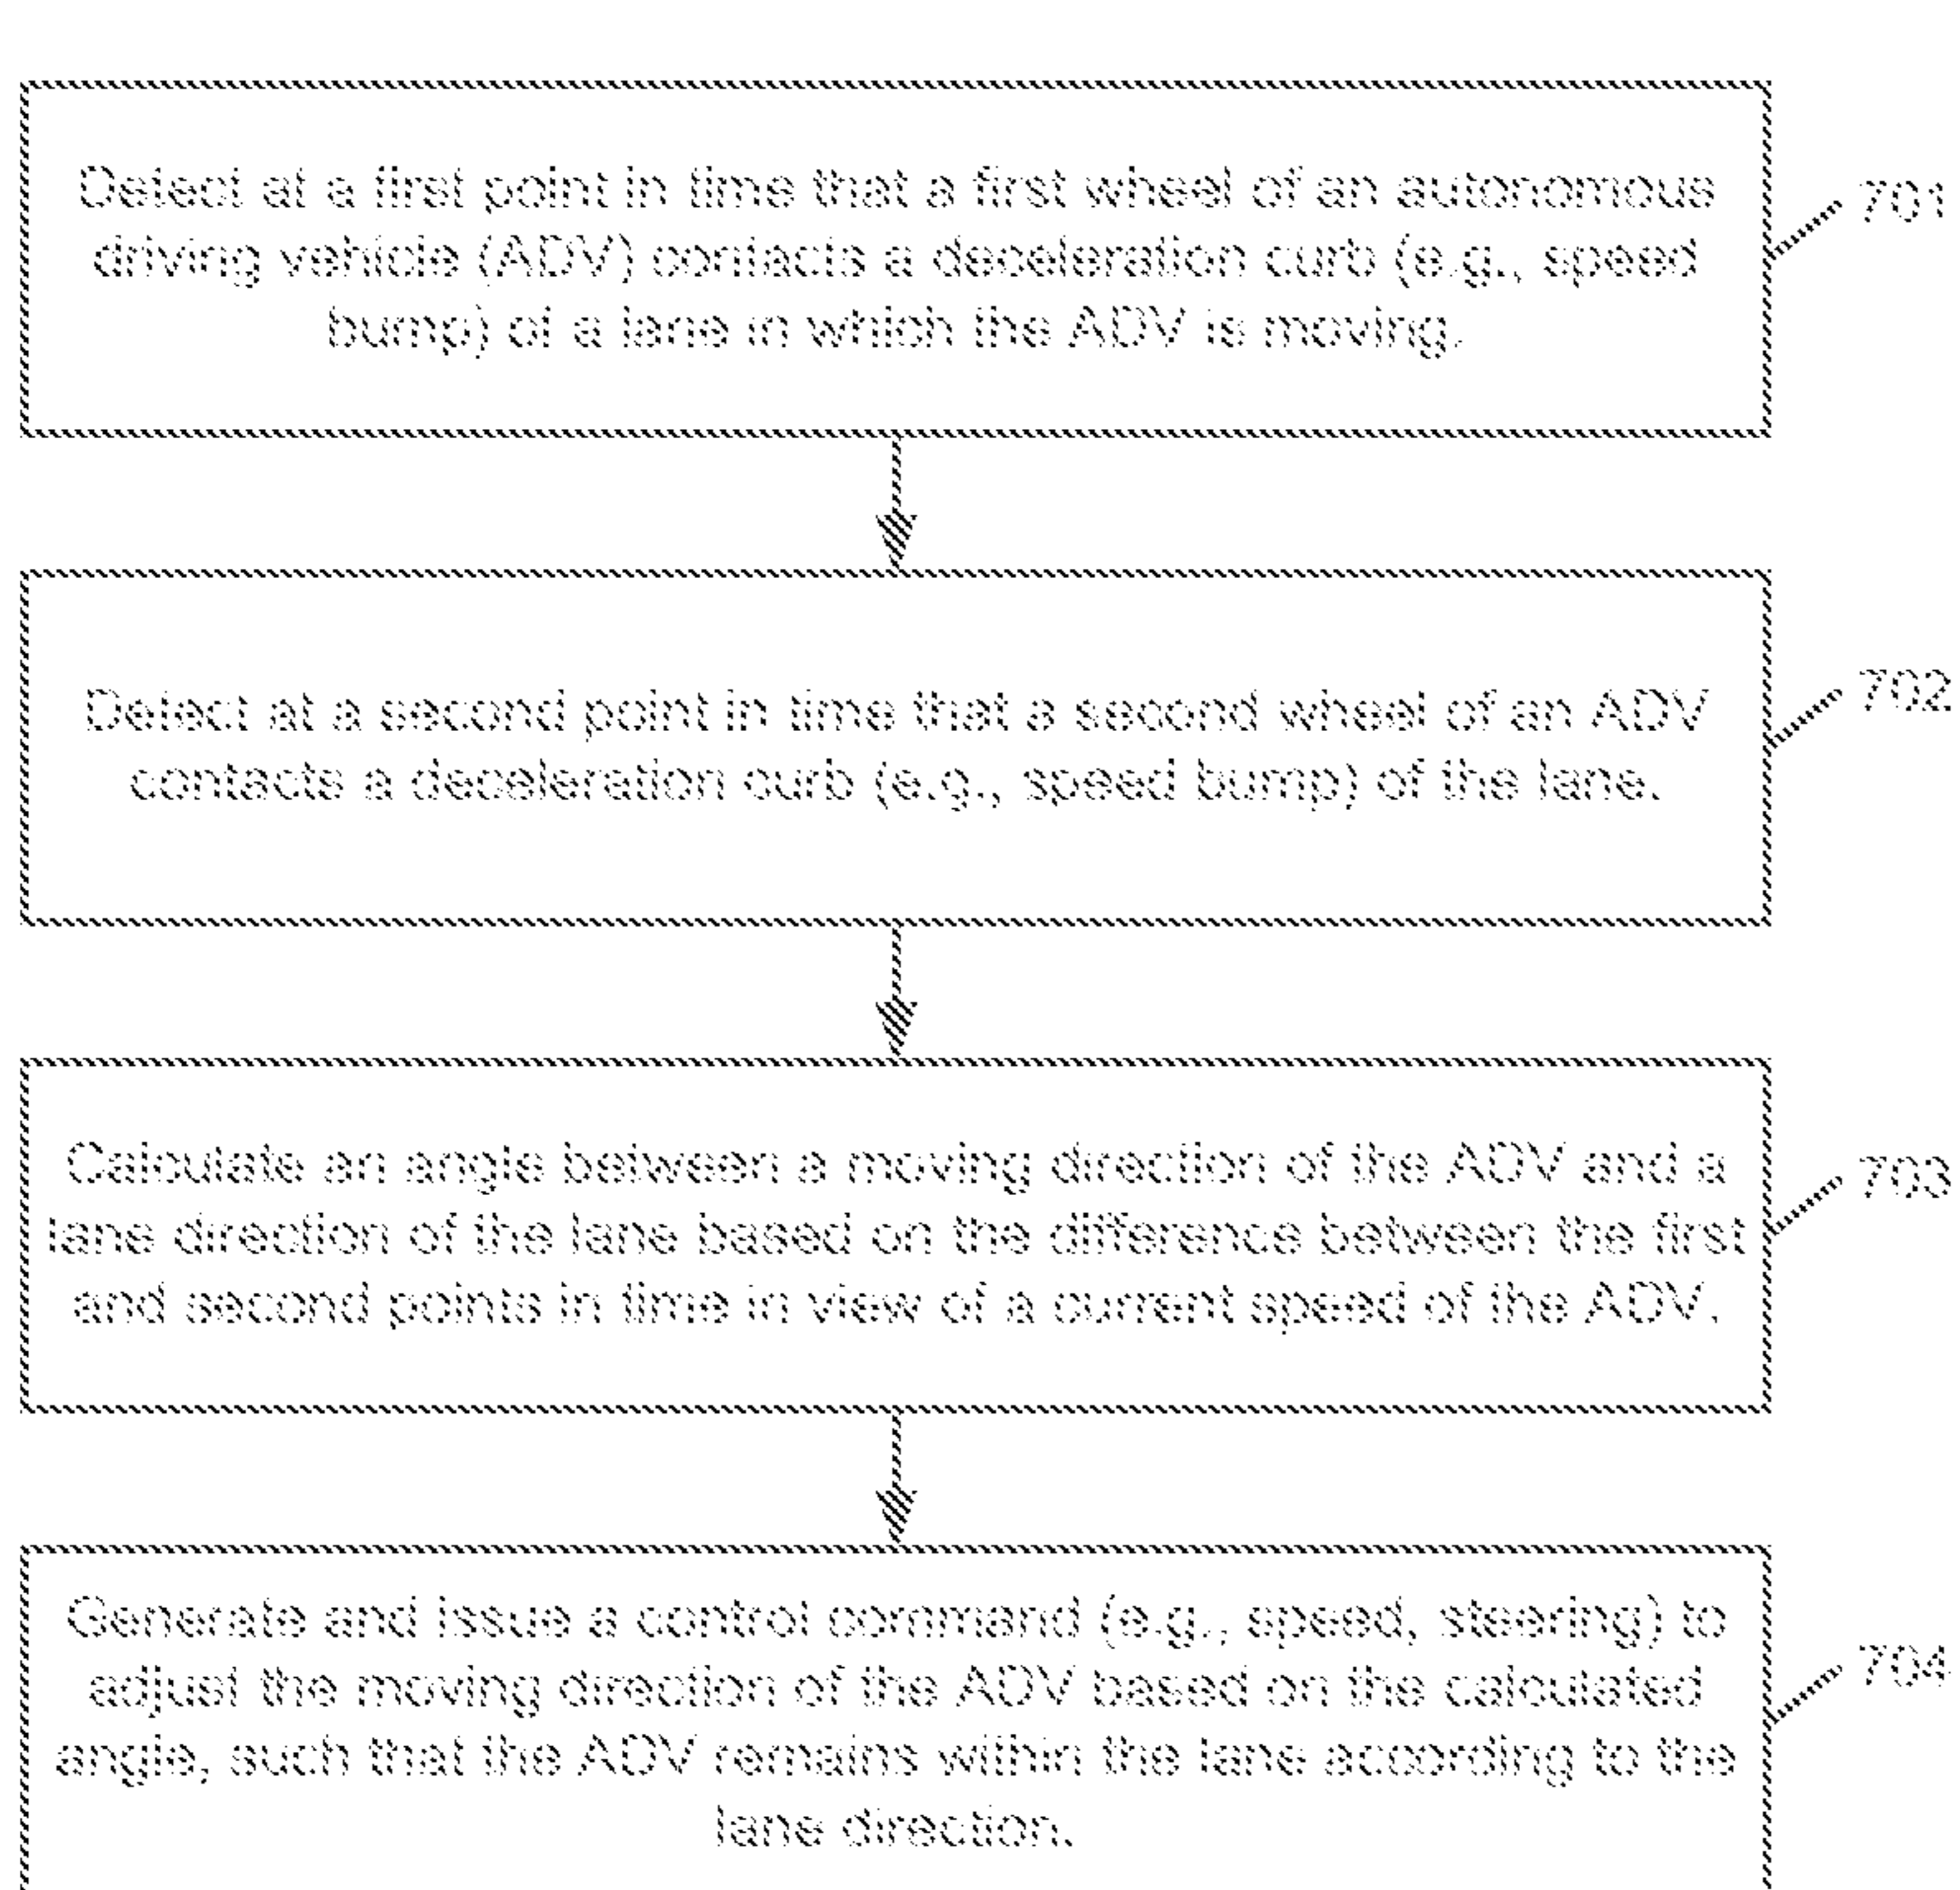 Detect at a first point in time that a first wheel of an autonomous
driving vehicle (ADV) contacts a deceleration curb (e.g., speed
bump) of a lane in which the ADV is moving.
701
Detect at a second point in time that a second wheel of an ADV
contacts a deceleration curb (e.g., speed bump) of the lane.
702
Calculate an angle between a moving direction of the ADV and a
lane direction of the lane based on the difference between the first
and second points in time in view of a current speed of the ADV.
703
Generate and issue a control command (e.g., speed, steering) to
adjust the moving direction of the ADV based on the calculated
angle, such that the ADV remains within the lane according to the
lane direction.
704